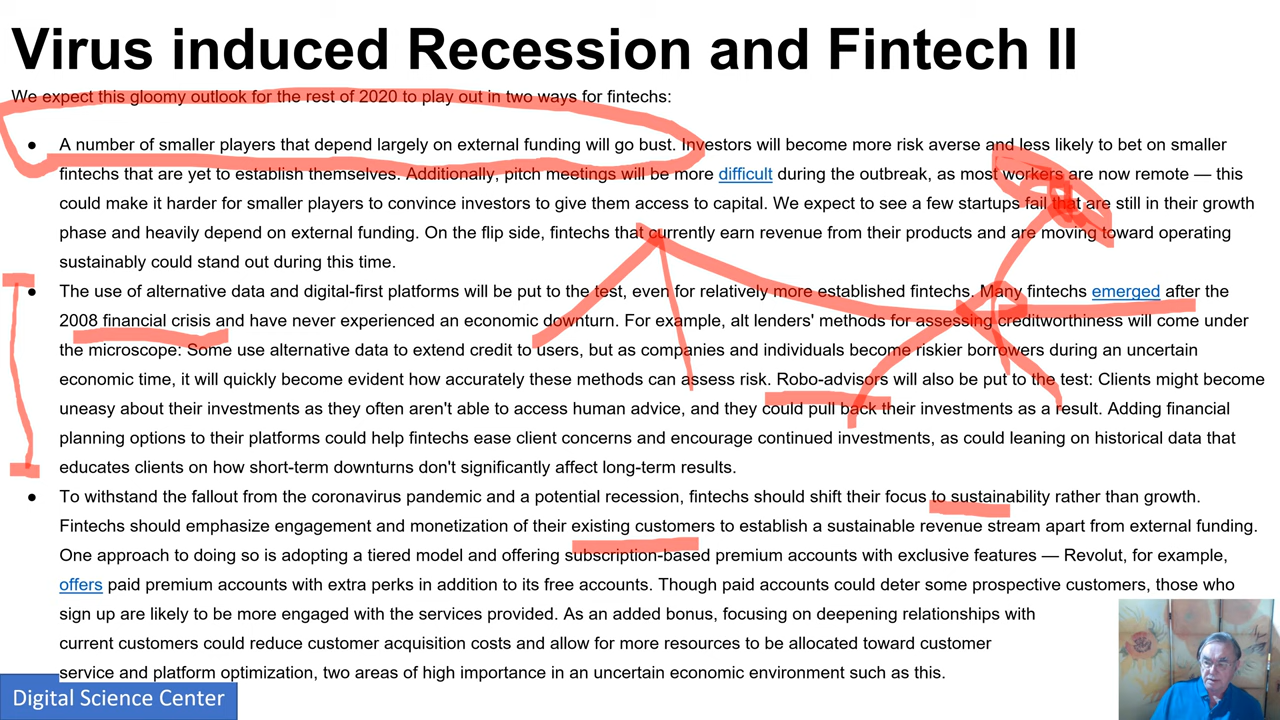 Virus induced Recession and Fintech II
We expect this gloomy outlook for the rest of 2020 to play out in two ways for fintechs:
● A number of smaller players that depend largely on external funding will go bust. Investors will become more risk averse and less likely to bet on smaller
fintechs that are yet to establish themselves. Additionally, pitch meetings will be more difficult during the outbreak, as most workers are now remote — this
could make it harder for smaller players to convince investors to give them access to capital. We expect to see a few startups fail that are still in their growth
phase and heavily depend on external funding. On the flip side, fintechs that currently earn revenue from their products and are moving toward operating
sustainably could stand out during this time.
● The use of alternative data and digital-first platforms will be put to the test, even for relatively more established fintechs. Many fintechs emerged after the
2008 financial crisis and have never experienced an economic downturn. For example, alt lenders' methods for assessing creditworthiness will come under
the microscope: Some use alternative data to extend credit to users, but as companies and individuals become riskier borrowers during an uncertain
economic time, it will quickly become evident how accurately these methods can assess risk. Robo-advisors will also be put to the test: Clients might become
uneasy about their investments as they often aren't able to access human advice, and they could pull back their investments as a result. Adding financial
planning options to their platforms could help fintechs ease client concerns and encourage continued investments, as could leaning on historical data that
educates clients on how short-term downturns don't significantly affect long-term results.
● To withstand the fallout from the coronavirus pandemic and a potential recession, fintechs should shift their focus to sustainability rather than growth.
Fintechs should emphasize engagement and monetization of their existing customers to establish a sustainable revenue stream apart from external funding.
One approach to doing so is adopting a tiered model and offering subscription-based premium accounts with exclusive features — Revolut, for example,
offers paid premium accounts with extra perks in addition to its free accounts. Though paid accounts could deter some prospective customers, those who
sign up are likely to be more engaged with the services provided. As an added bonus, focusing on deepening relationships with
current customers could reduce customer acquisition costs and allow for more resources to be allocated toward customer
service and platform optimization, two areas of high importance in an uncertain economic environment such as this.
Digital Science Center